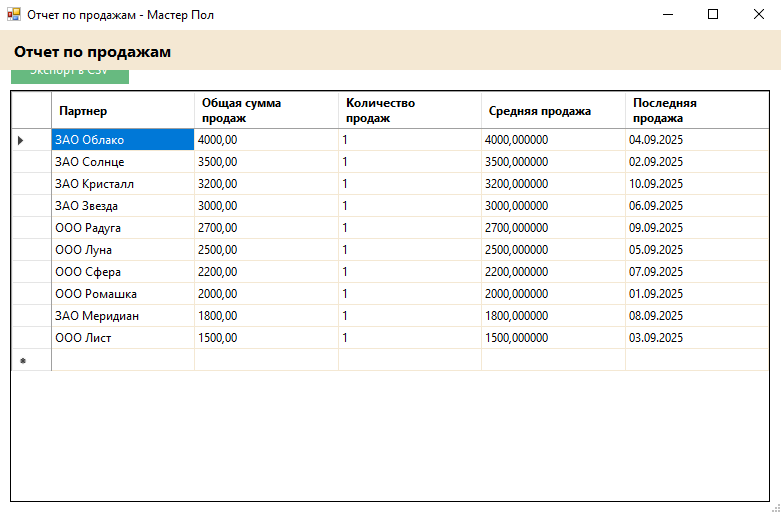 Отчет по продажам - Мастер Пол
Отчет по продажам
Экспорт в CSV
Партнер Общая сумма продаж Количество продаж Средняя продажа Последняя продажа
ЗАО Облако 4000,00 1 4000,000000 04.09.2025
ЗАО Солнце 3500,00 1 3500,000000 02.09.2025
ЗАО Кристалл 3200,00 1 3200,000000 10.09.2025
ЗАО Звезда 3000,00 1 3000,000000 06.09.2025
ООО Радуга 2700,00 1 2700,000000 09.09.2025
ООО Луна 2500,00 1 2500,000000 05.09.2025
ООО Сфера 2200,00 1 2200,000000 07.09.2025
ООО Ромашка 2000,00 1 2000,000000 01.09.2025
ЗАО Меридиан 1800,00 1 1800,000000 08.09.2025
ООО Лист 1500,00 1 1500,000000 03.09.2025